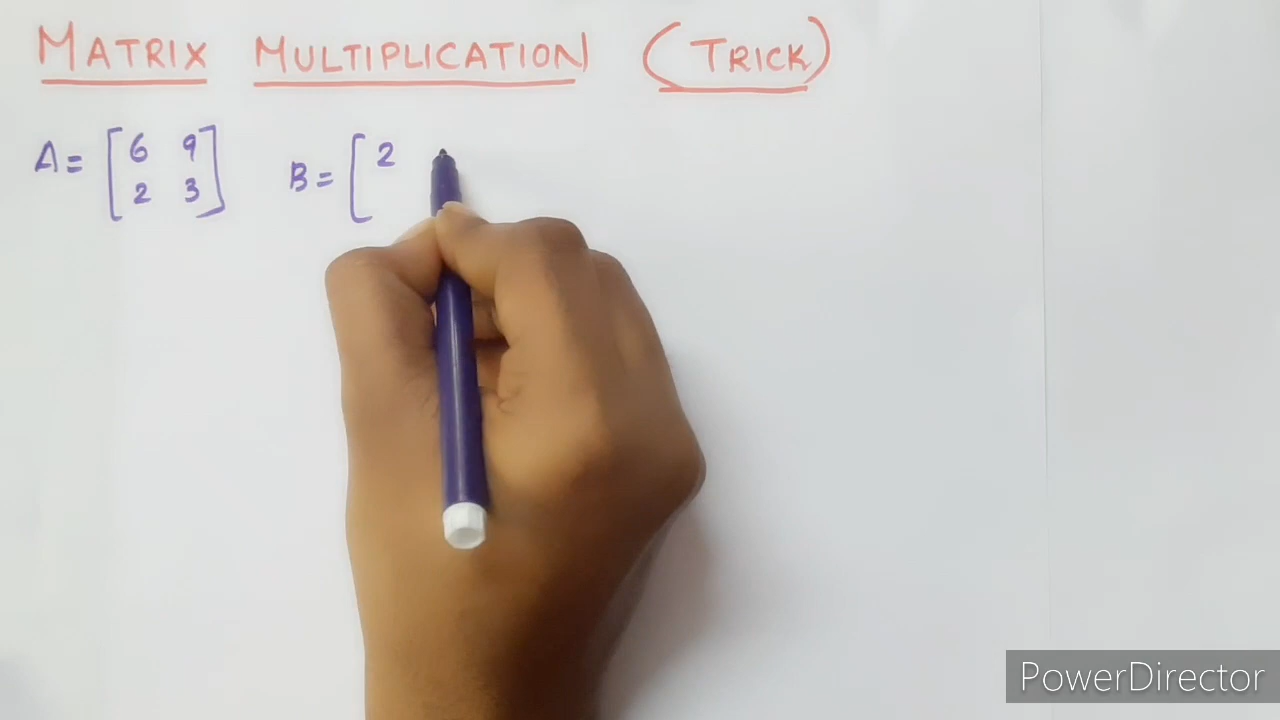 MATRIX MULTIPLICATION (TRICK)
A = [ 6 9 B = [ 2
2 3 ]
PowerDirector